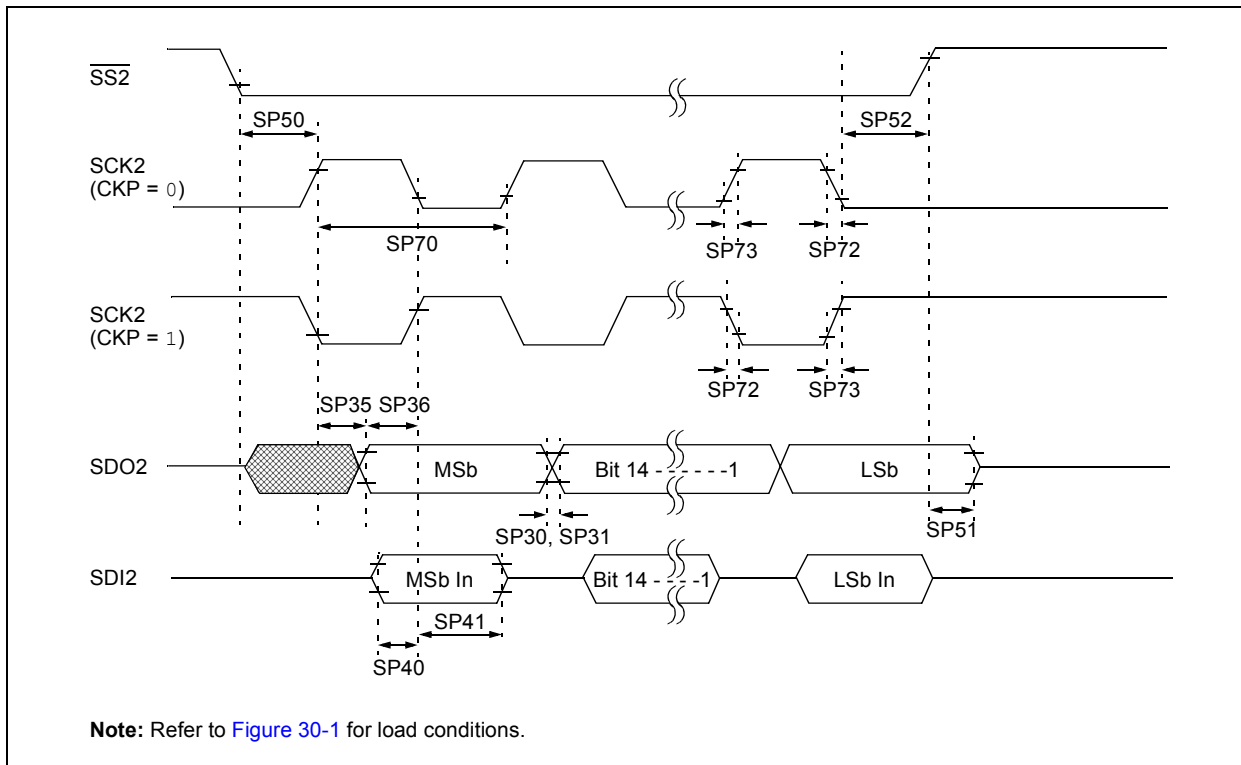 SS2
SP50
SP52
SCK2
(CKP = 0)
SP70
SP73
SP72
SCK2
(CKP = 1)
SP72
SP73
SP35 SP36
SDO2
MSb
Bit 14 - - - - - -1
LSb
SP30, SP31
SP51
SDI2
MSb In
Bit 14 - - - -1
LSb In
SP41
SP40
Note: Refer to Figure 30-1 for load conditions.